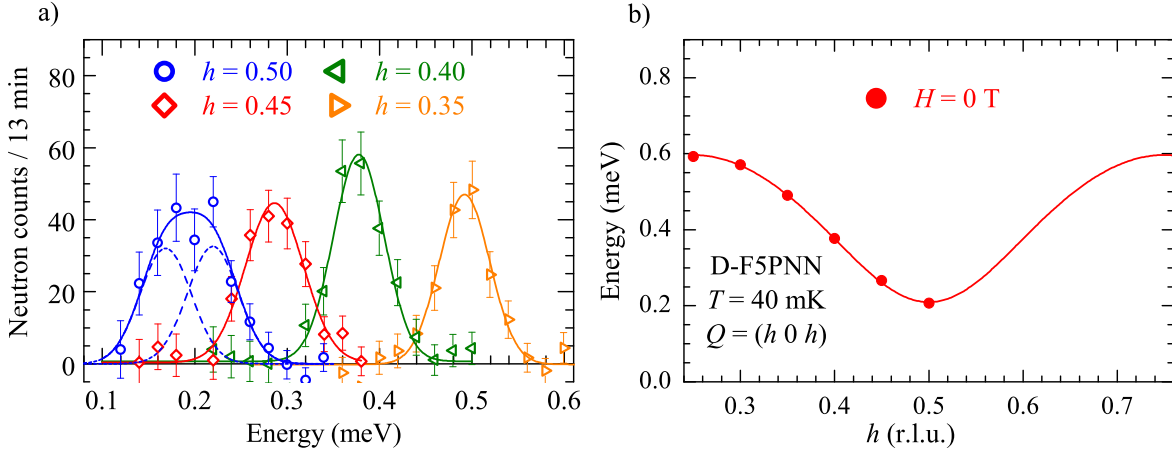 a)
b)
h = 0.50
h = 0.40
h = 0.45
h = 0.35
Neutron counts / 13 min
80
60
40
20
0
0.1 0.2 0.3 0.4 0.5 0.6
Energy (meV)
H = 0 T
Energy (meV)
0.8
0.6
0.4
0.2
0.0
D-F5PNN
T = 40 mK
Q = (h 0 h)
0.3 0.4 0.5 0.6 0.7
h (r.l.u.)